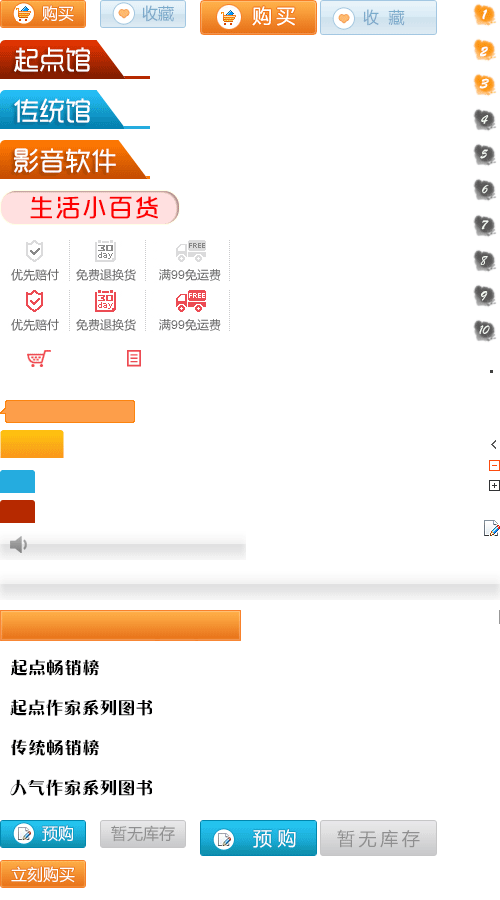 购买 收藏 购买 收藏 1
2
起点馆
3
传统馆
4
影音软件
5
6
生活小百货
7
30 day FREE
8
优先赔付 免费退换货 满99免运费
30 day FREE
9
优先赔付 免费退换货 满99免运费
10
起点畅销榜
起点作家系列图书
传统畅销榜
人气作家系列图书
预购 暂无库存 预购 暂无库存
立刻购买